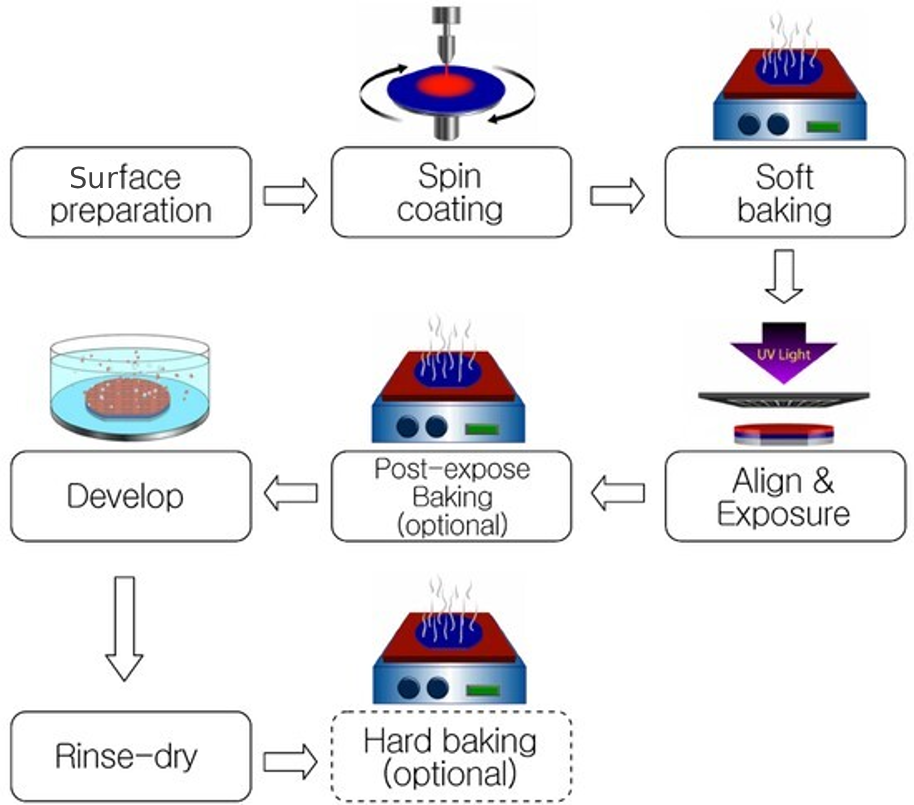 Surface
preparation
Spin
coating
Soft
baking
UV Light
Align &
Exposure
Post-expose
Baking
(optional)
Develop
Rinse-dry
Hard baking
(optional)